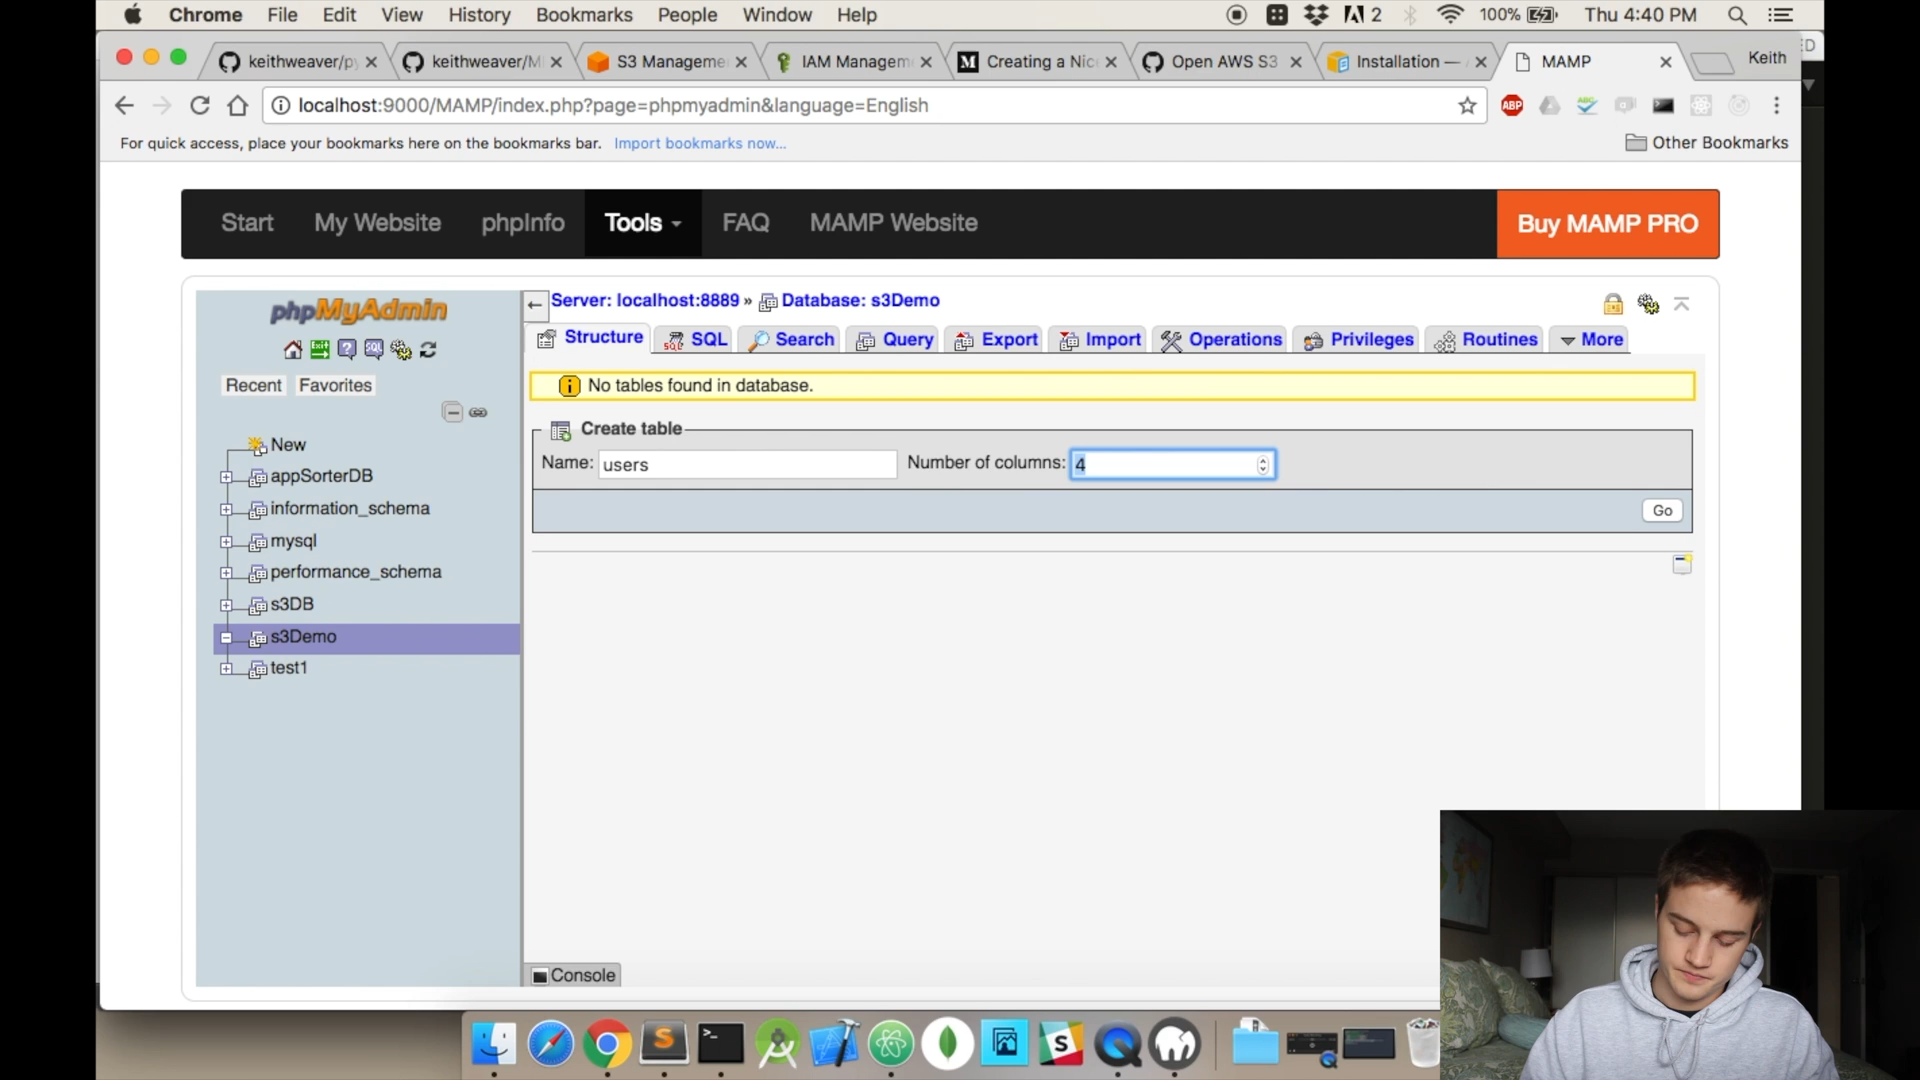 Chrome File Edit View History Bookmarks People Window Help 2 100% Thu 4:40 PM
keithweaver/py keithweaver/M S3 Manageme IAM Managem Creating a Nic Open AWS S3 Installation — MAMP Keith
localhost:9000/MAMP/index.php?page=phpmyadmin&language=English ABP
For quick access, place your bookmarks here on the bookmarks bar. Import bookmarks now... Other Bookmarks
Start My Website phpInfo Tools FAQ MAMP Website Buy MAMP PRO
phpMyAdmin
Recent Favorites
New
appSorterDB
information_schema
mysql
performance_schema
s3DB
s3Demo
test1
Server: localhost:8889 » Database: s3Demo
Structure SQL Search Query Export Import Operations Privileges Routines More
No tables found in database.
Create table
Name: users Number of columns: 4
Go
Console